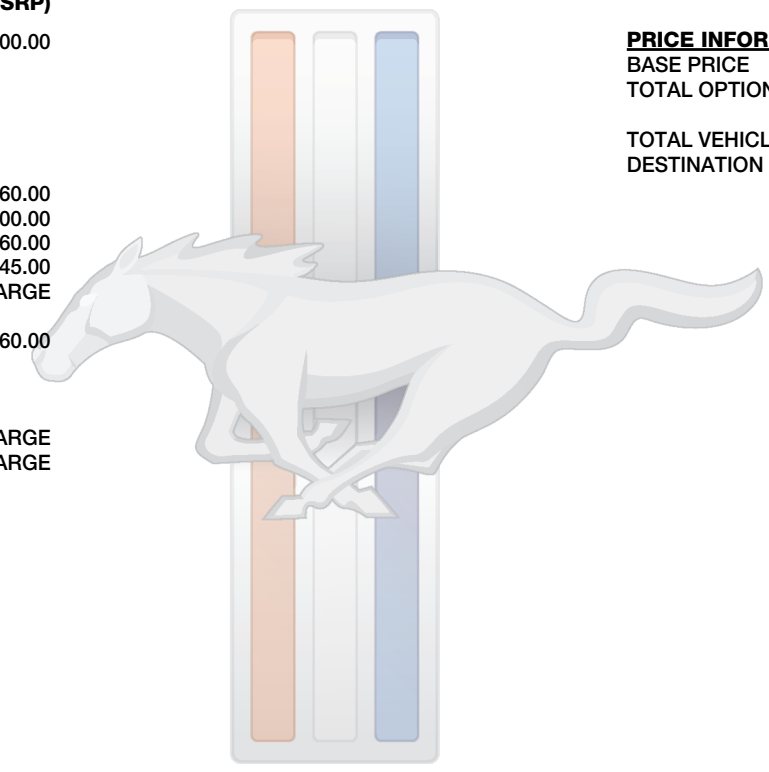 SRP)
00.00
60.00
00.00
60.00
45.00
ARGE
60.00
ARGE
ARGE
PRICE INFOR
BASE PRICE
TOTAL OPTION
TOTAL VEHICL
DESTINATION